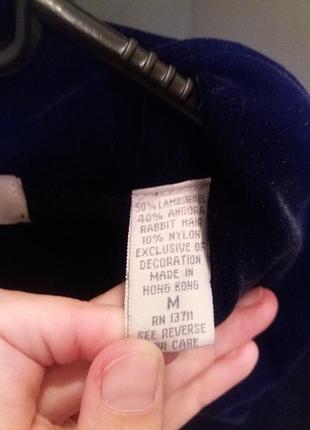 50% LAMBSWOOL
40% ANGORA
RABBIT HAIR
10% NYLON
EXCLUSIVE OF
DECORATION
MADE IN
HONG KONG
M
RN 13711
SEE REVERSE
FOR CARE